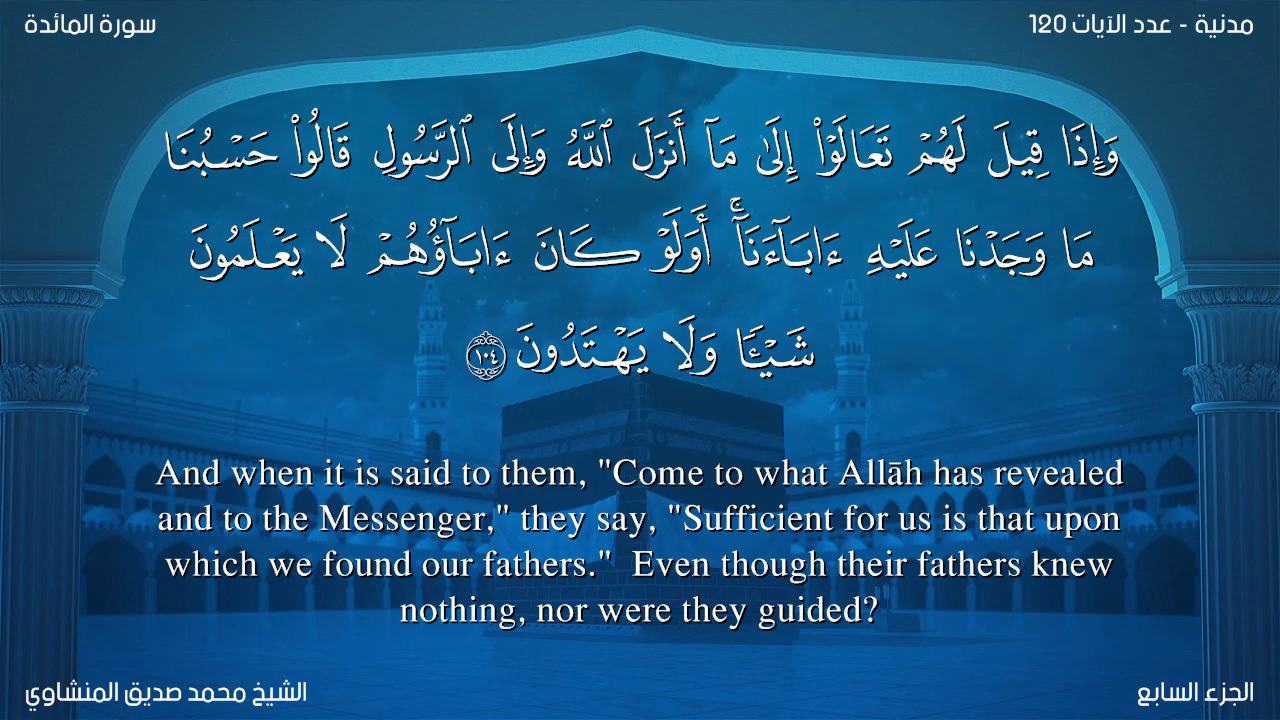 مدنية - عدد الآيات 120
سورة المائدة
وَإِذَا قِيلَ لَهُمْ تَعَالَوْا۟ إِلَىٰ مَآ أَنزَلَ ٱللَّهُ وَإِلَى ٱلرَّسُولِ قَالُوا۟ حَسْبُنَا
مَا وَجَدْنَا عَلَيْهِ ءَابَآءَنَآ ۚ أَوَلَوْ كَانَ ءَابَآؤُهُمْ لَا يَعْلَمُونَ
شَيْـًٔا وَلَا يَهْتَدُونَ ١٠٤
And when it is said to them, "Come to what Allāh has revealed
and to the Messenger," they say, "Sufficient for us is that upon
which we found our fathers." Even though their fathers knew
nothing, nor were they guided?
الجزء السابع
الشيخ محمد صديق المنشاوي